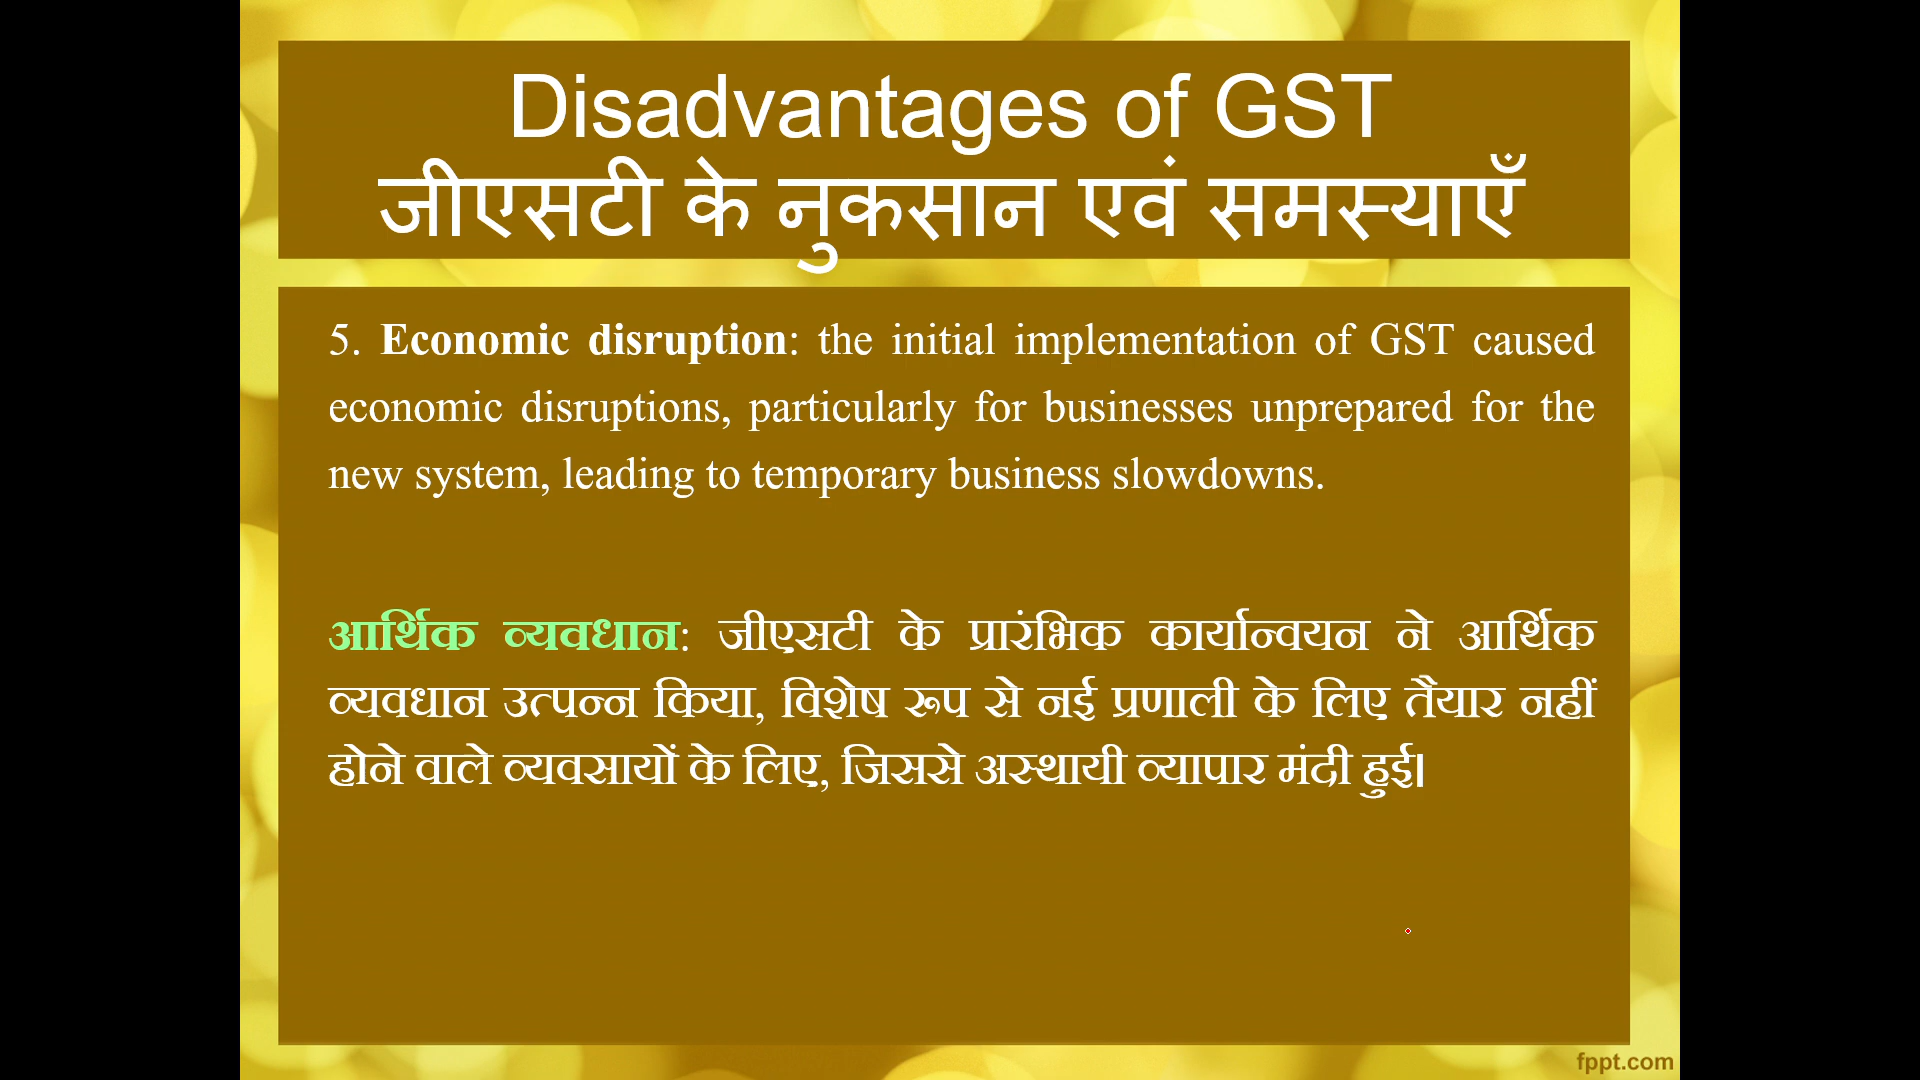 Disadvantages of GST
जीएसटी के नुकसान एवं समस्याएँ
5. Economic disruption: the initial implementation of GST caused
economic disruptions, particularly for businesses unprepared for the
new system, leading to temporary business slowdowns.
आर्थिक व्यवधान: जीएसटी के प्रारंभिक कार्यान्वयन ने आर्थिक
व्यवधान उत्पन्न किया, विशेष रूप से नई प्रणाली के लिए तैयार नहीं
होने वाले व्यवसायों के लिए, जिससे अस्थायी व्यापार मंदी हुई।
fppt.com